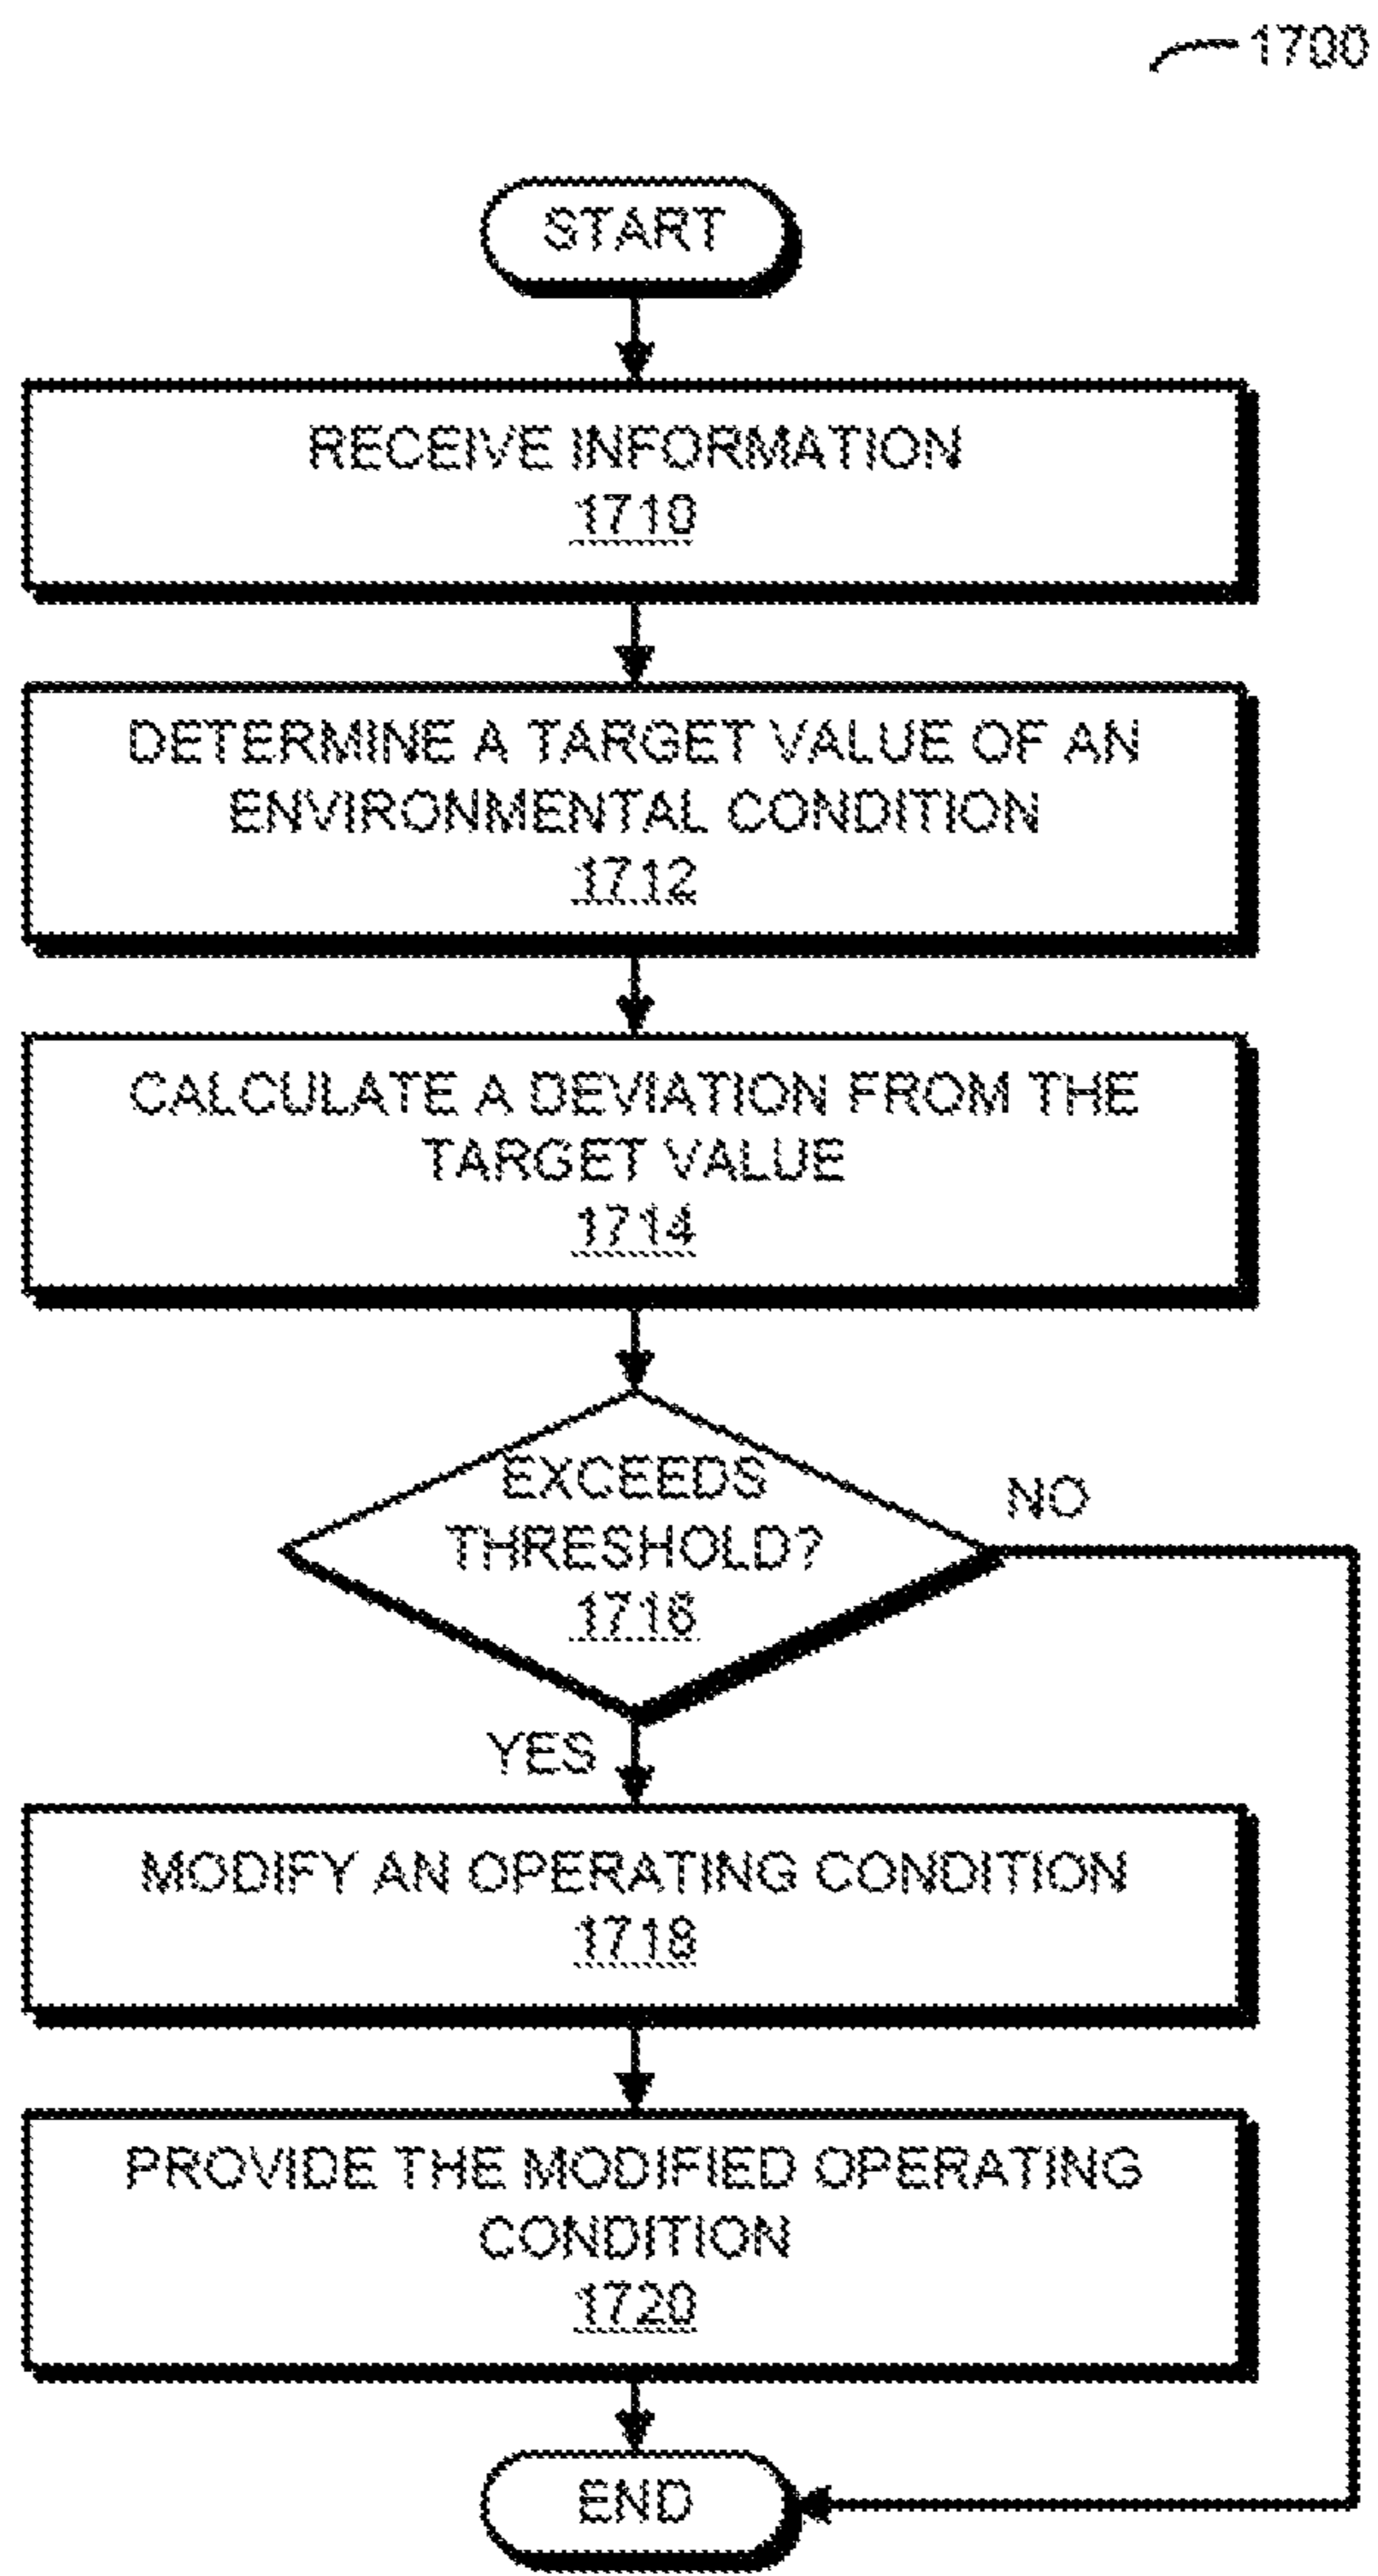 1700
START
RECEIVE INFORMATION
1710
DETERMINE A TARGET VALUE OF AN
ENVIRONMENTAL CONDITION
1712
CALCULATE A DEVIATION FROM THE
TARGET VALUE
1714
EXCEEDS
THRESHOLD?
1716
NO
YES
MODIFY AN OPERATING CONDITION
1718
PROVIDE THE MODIFIED OPERATING
CONDITION
1720
END